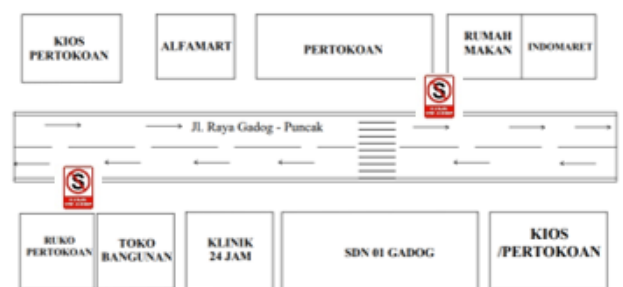 KIOS
PERTOKOAN
ALFAMART
PERTOKOAN
RUMAH
MAKAN
INDOMARET
S
Jl. Raya Gadog - Puncak
S
RUKO
PERTOKOAN
TOKO
BANGUNAN
KLINIK
24 JAM
SDN 01 GADOG
KIOS
/PERTOKOAN